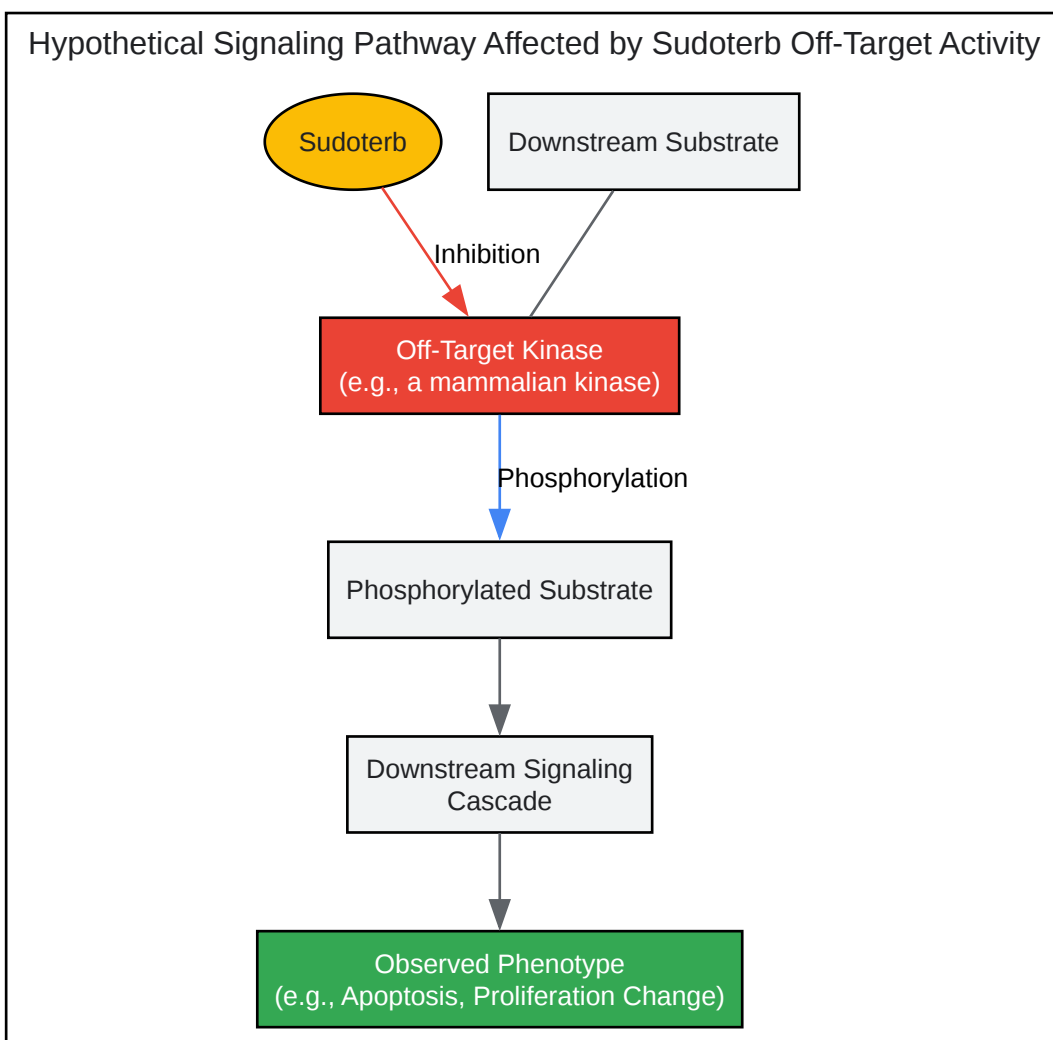 Hypothetical Signaling Pathway Affected by Sudoterb Off-Target Activity
Sudoterb
Downstream Substrate
Inhibition
Off-Target Kinase
(e.g., a mammalian kinase)
Phosphorylation
Phosphorylated Substrate
Downstream Signaling
Cascade
Observed Phenotype
(e.g., Apoptosis, Proliferation Change)